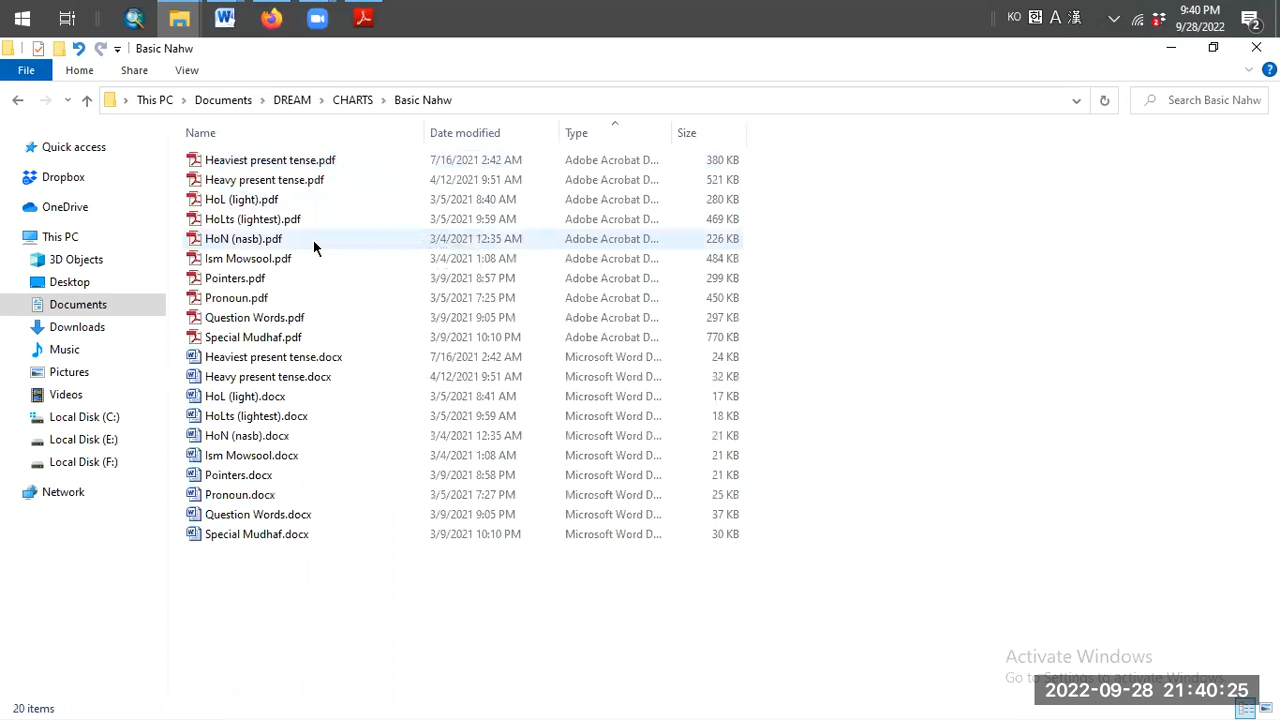 KO 韓 A 漢
9:40 PM
9/28/2022
2
Basic Nahw
File Home Share View
This PC Documents DREAM CHARTS Basic Nahw
Search Basic Nahw
Name Date modified Type Size
Quick access
Dropbox
OneDrive
This PC
3D Objects
Desktop
Documents
Downloads
Music
Pictures
Videos
Local Disk (C:)
Local Disk (E:)
Local Disk (F:)
Network
Heaviest present tense.pdf 7/16/2021 2:42 AM Adobe Acrobat D... 380 KB
Heavy present tense.pdf 4/12/2021 9:51 AM Adobe Acrobat D... 521 KB
HoL (light).pdf 3/5/2021 8:40 AM Adobe Acrobat D... 280 KB
HoLts (lightest).pdf 3/5/2021 9:59 AM Adobe Acrobat D... 469 KB
HoN (nasb).pdf 3/4/2021 12:35 AM Adobe Acrobat D... 226 KB
Ism Mowsool.pdf 3/4/2021 1:08 AM Adobe Acrobat D... 484 KB
Pointers.pdf 3/9/2021 8:57 PM Adobe Acrobat D... 299 KB
Pronoun.pdf 3/5/2021 7:25 PM Adobe Acrobat D... 450 KB
Question Words.pdf 3/9/2021 9:05 PM Adobe Acrobat D... 297 KB
Special Mudhaf.pdf 3/9/2021 10:10 PM Adobe Acrobat D... 770 KB
Heaviest present tense.docx 7/16/2021 2:42 AM Microsoft Word D... 24 KB
Heavy present tense.docx 4/12/2021 9:51 AM Microsoft Word D... 32 KB
HoL (light).docx 3/5/2021 8:41 AM Microsoft Word D... 17 KB
HoLts (lightest).docx 3/5/2021 9:59 AM Microsoft Word D... 18 KB
HoN (nasb).docx 3/4/2021 12:35 AM Microsoft Word D... 21 KB
Ism Mowsool.docx 3/4/2021 1:08 AM Microsoft Word D... 21 KB
Pointers.docx 3/9/2021 8:58 PM Microsoft Word D... 21 KB
Pronoun.docx 3/5/2021 7:27 PM Microsoft Word D... 25 KB
Question Words.docx 3/9/2021 9:05 PM Microsoft Word D... 37 KB
Special Mudhaf.docx 3/9/2021 10:10 PM Microsoft Word D... 30 KB
Activate Windows
Go to Settings to activate Windows.
2022-09-28 21:40:25
20 items